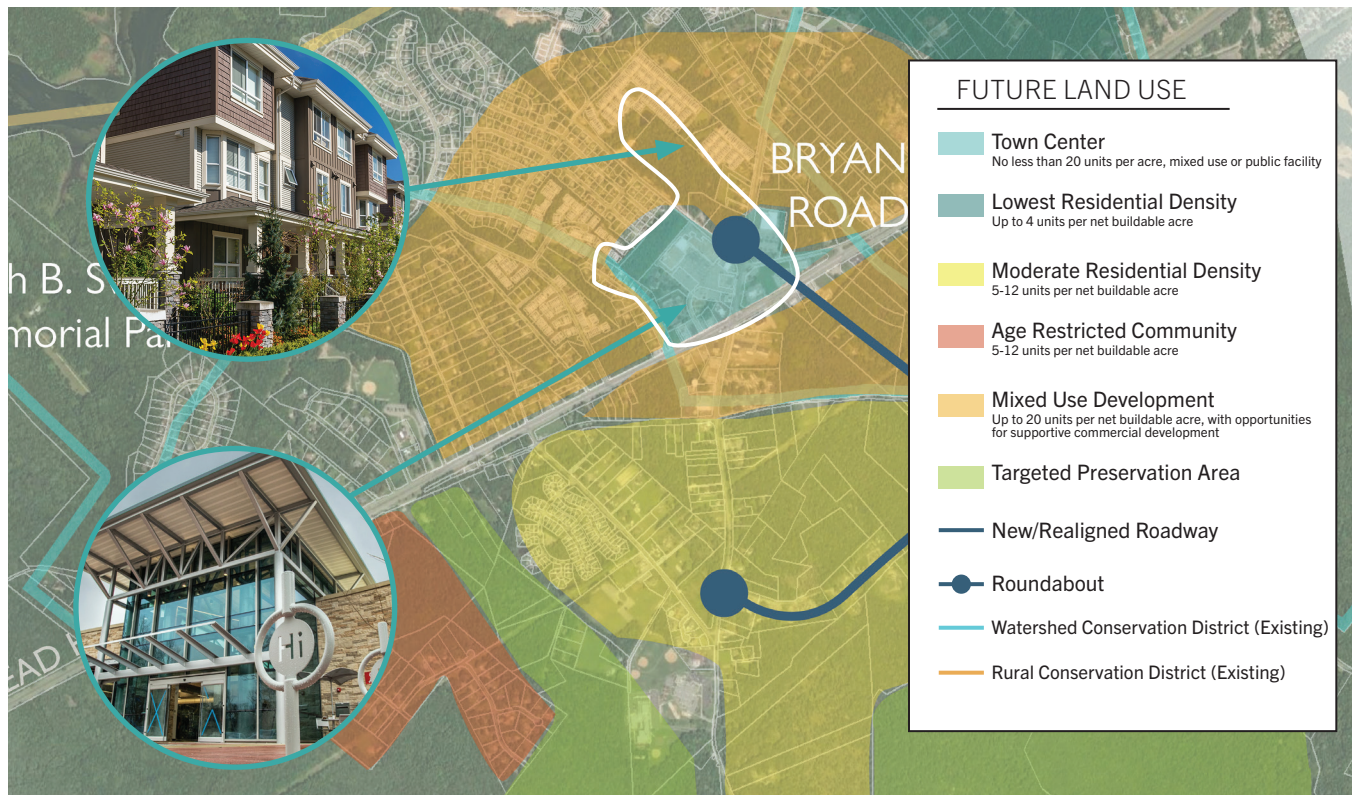 h B. S
morial Pa
EAD H
Hi
BRYAN
ROAD
FUTURE LAND USE
Town Center
No less than 20 units per acre, mixed use or public facility
Lowest Residential Density
Up to 4 units per net buildable acre
Moderate Residential Density
5-12 units per net buildable acre
Age Restricted Community
5-12 units per net buildable acre
Mixed Use Development
Up to 20 units per net buildable acre, with opportunities
for supportive commercial development
Targeted Preservation Area
New/Realigned Roadway
Roundabout
Watershed Conservation District (Existing)
Rural Conservation District (Existing)